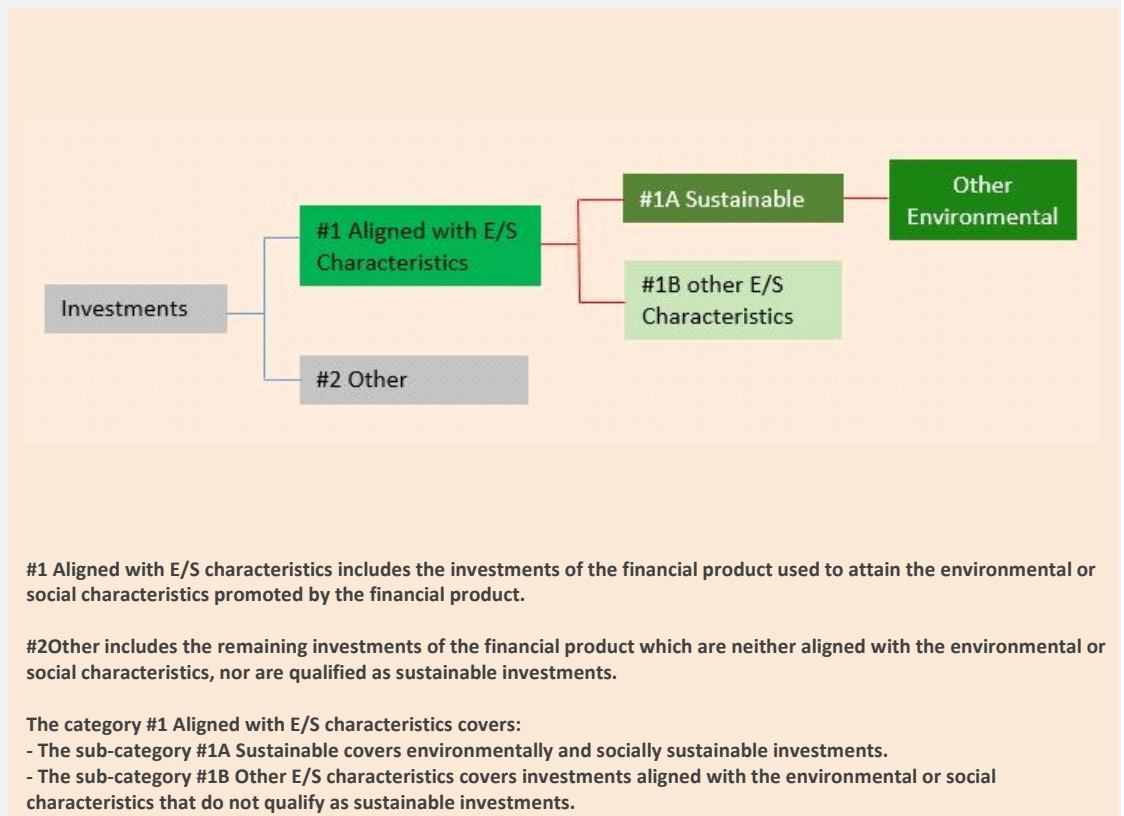 Investments
#1 Aligned with E/S
Characteristics
#2 Other
#1A Sustainable
#1B other E/S
Characteristics
Other
Environmental
#1 Aligned with E/S characteristics includes the investments of the financial product used to attain the environmental or
social characteristics promoted by the financial product.
#2Other includes the remaining investments of the financial product which are neither aligned with the environmental or
social characteristics, nor are qualified as sustainable investments.
The category #1 Aligned with E/S characteristics covers:
- The sub-category #1A Sustainable covers environmentally and socially sustainable investments.
- The sub-category #1B Other E/S characteristics covers investments aligned with the environmental or social
characteristics that do not qualify as sustainable investments.